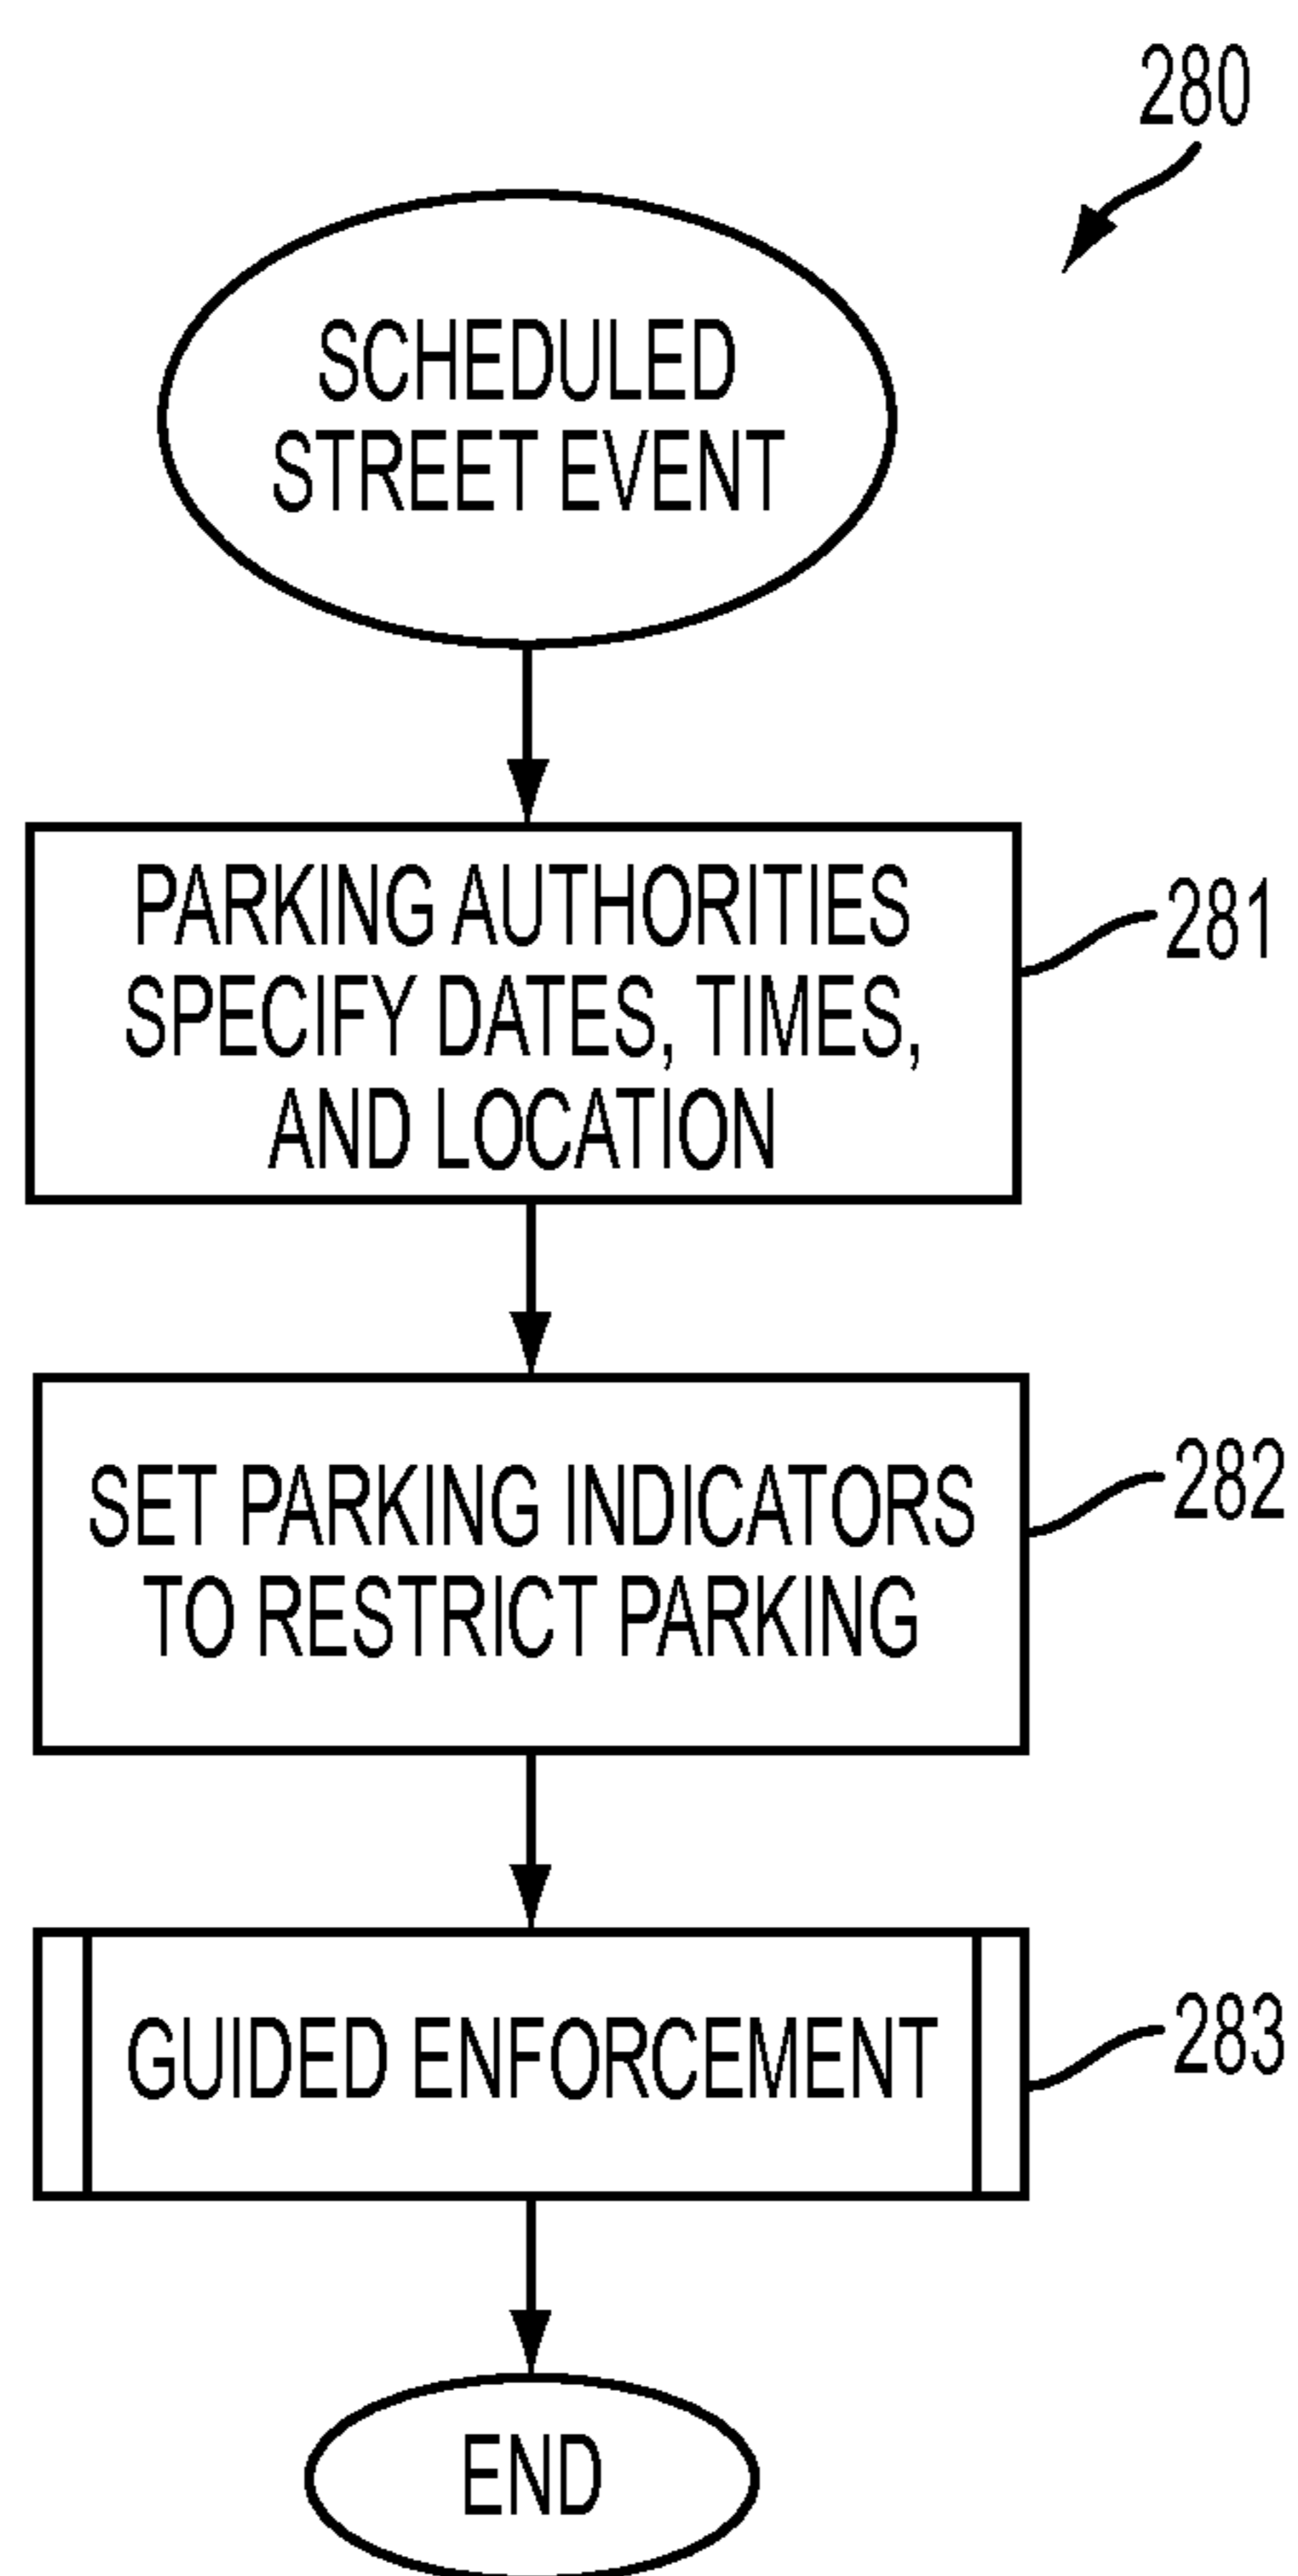 280
SCHEDULED
STREET EVENT
PARKING AUTHORITIES
SPECIFY DATES, TIMES,
AND LOCATION
281
SET PARKING INDICATORS
TO RESTRICT PARKING
282
GUIDED ENFORCEMENT
283
END